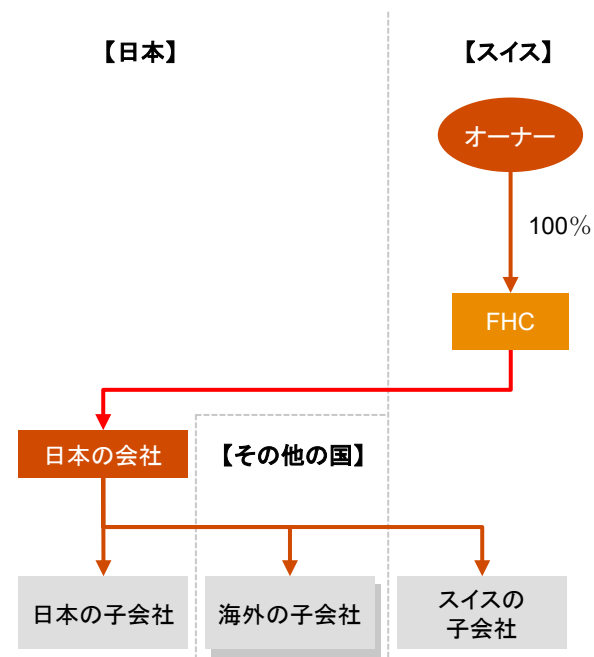 【日本】
【スイス】
オーナー
100％
FHC
日本の会社
【その他の国】
日本の子会社
海外の子会社
スイスの
子会社